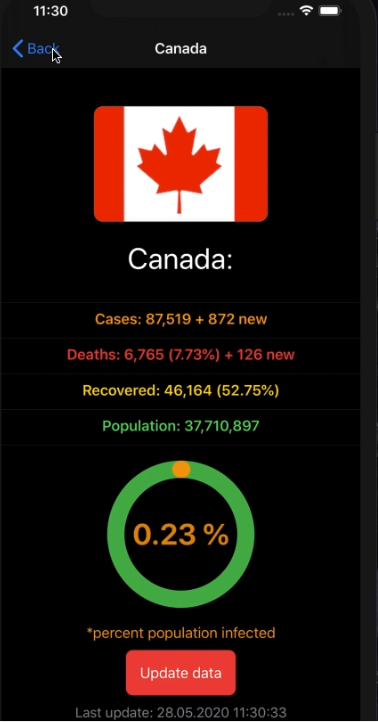 11:30
Back
Canada
Canada:
Cases: 87,519 + 872 new
Deaths: 6,765 (7.73%) + 126 new
Recovered: 46,164 (52.75%)
Population: 37,710,897
0.23 %
*percent population infected
Update data
Last update: 28.05.2020 11:30:33